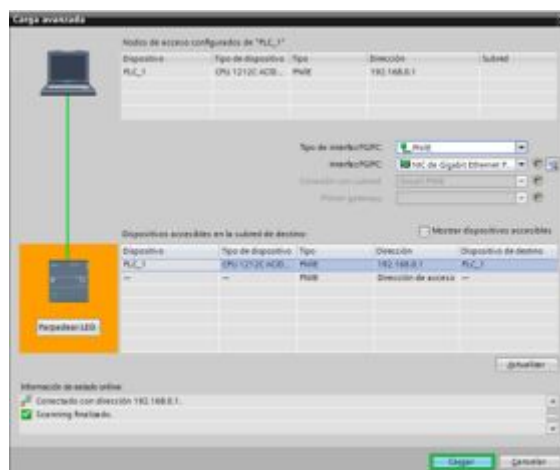 Carga avanzada
Nodos de acceso configurados de "PLC_1"
Dispositivo Tipo de dispositivo Tipo Dirección Subred
PLC_1 CPU 1212C AC/D... PN/IE 192.168.0.1
Tipo de interfaz PG/PC: PN/IE
Interfaz PG/PC: NIC de Gigabit Ethernet P...
Conexión con subred:
Primer gateway:
Dispositivos accesibles en la subred de destino: Mostrar dispositivos accesibles
Dispositivo Tipo de dispositivo Tipo Dirección Dispositivo de destino
PLC_1 CPU 1212C AC/D... PN/IE 192.168.0.1 PLC_1
— — PN/IE Dirección de acceso —
Parpadear LED
Actualizar
Información de estado online:
Conectado con dirección 192.168.0.1.
Scanning finalizado.
Cargar Cancelar